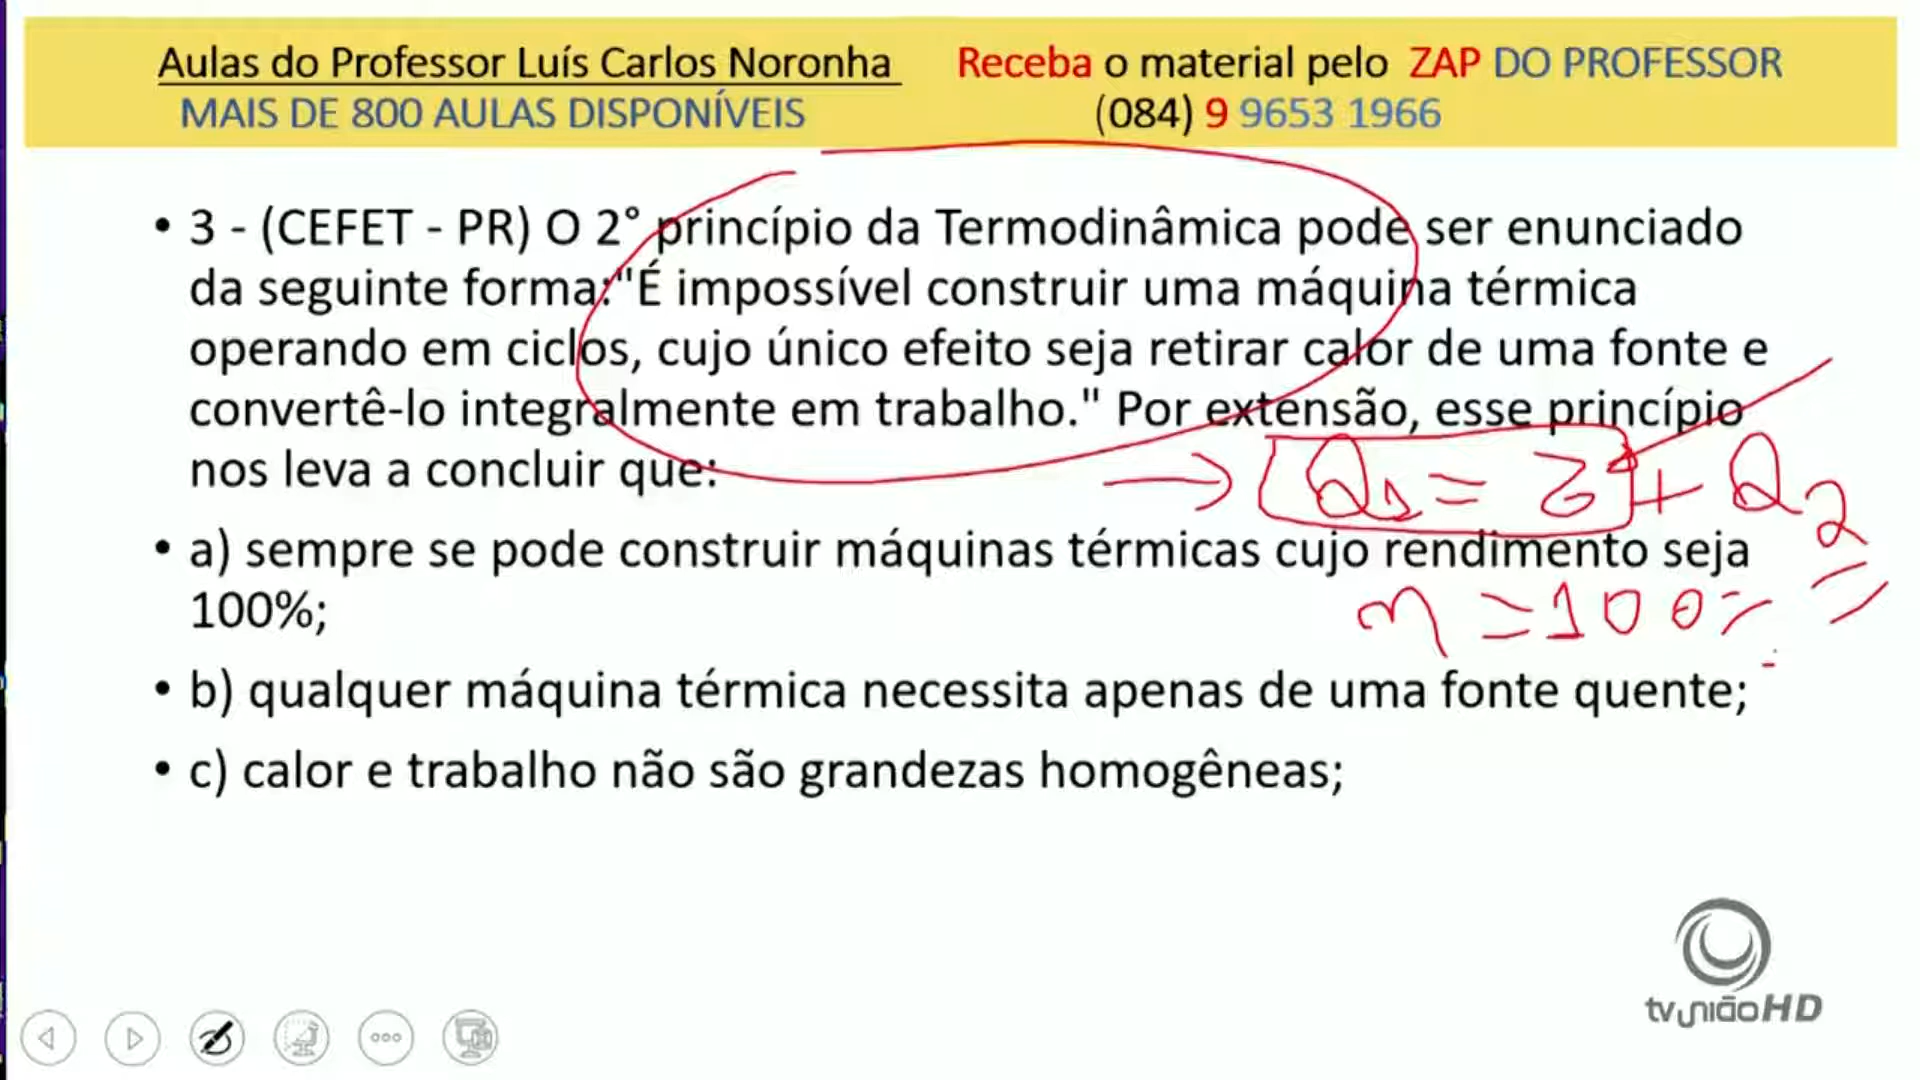 Aulas do Professor Luís Carlos Noronha Receba o material pelo ZAP DO PROFESSOR
MAIS DE 800 AULAS DISPONÍVEIS (084) 9 9653 1966
• 3 - (CEFET - PR) O 2° princípio da Termodinâmica pode ser enunciado
da seguinte forma:"É impossível construir uma máquina térmica
operando em ciclos, cujo único efeito seja retirar calor de uma fonte e
convertê-lo integralmente em trabalho." Por extensão, esse princípio
nos leva a concluir que:
→ Q1 = Z + Q2
• a) sempre se pode construir máquinas térmicas cujo rendimento seja
100%;
η = 100%
• b) qualquer máquina térmica necessita apenas de uma fonte quente;
• c) calor e trabalho não são grandezas homogêneas;
tvuniãoHD